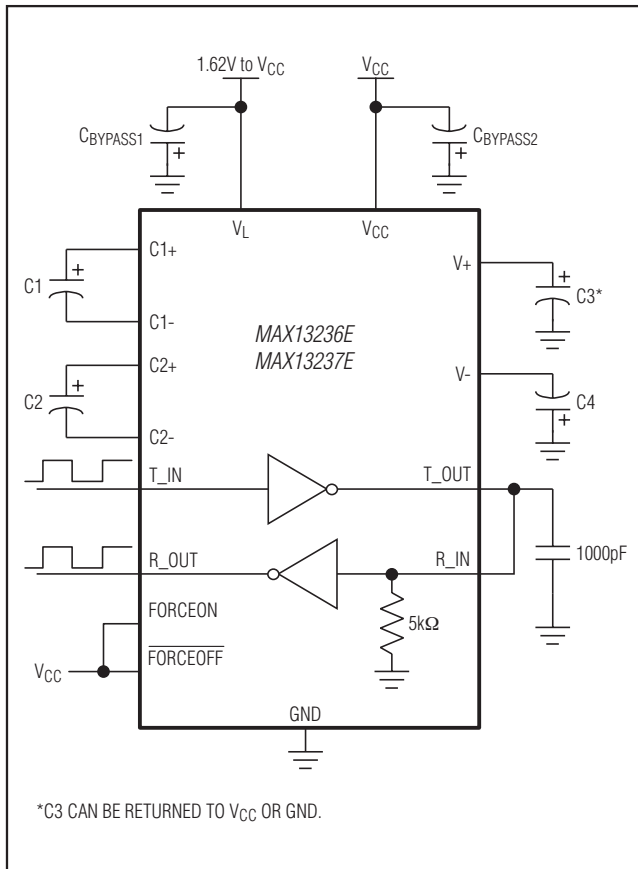 1.62V to VCC
VCC
CBYPASS1
+
CBYPASS2
+
VL
VCC
C1+
V+
C1
+
+
C3*
C1-
MAX13236E
MAX13237E
C2+
V-
C2
+
C4
+
C2-
T_IN
T_OUT
R_OUT
R_IN
1000pF
FORCEON
5kΩ
VCC
FORCEOFF
GND
*C3 CAN BE RETURNED TO VCC OR GND.